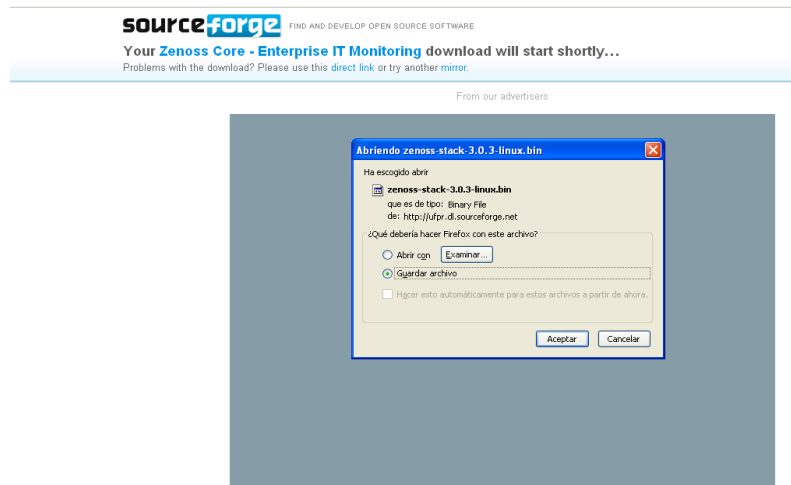 sourceforge FIND AND DEVELOP OPEN SOURCE SOFTWARE
Your Zenoss Core - Enterprise IT Monitoring download will start shortly...
Problems with the download? Please use this direct link or try another mirror.
From our advertisers
Abriendo zenoss-stack-3.0.3-linux.bin
Ha escogido abrir
zenoss-stack-3.0.3-linux.bin
que es de tipo: Binary File
de: http://ufpr.dl.sourceforge.net
¿Qué debería hacer Firefox con este archivo?
Abrir con Examinar...
Guardar archivo
Hacer esto automáticamente para estos archivos a partir de ahora.
Aceptar Cancelar